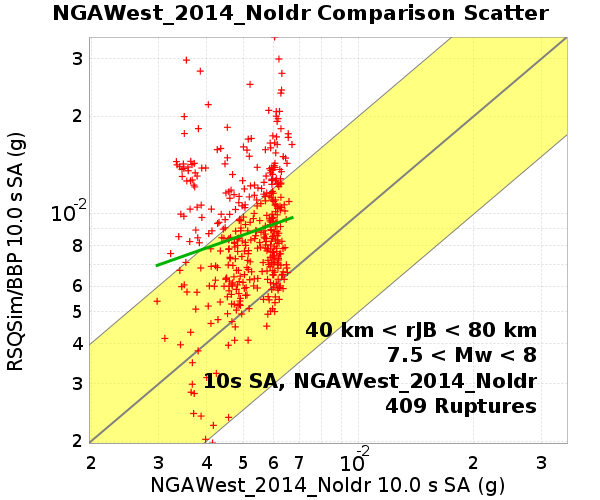 NGAWest_2014_NoIdr Comparison Scatter
RSQSim/BBP 10.0 s SA (g)
3
2
10-2
8
6
5
4
3
2
40 km < rJB < 80 km
7.5 < Mw < 8
10s SA, NGAWest_2014_NoIdr
409 Ruptures
2 3 4 5 6 7 10-2 2 3
NGAWest_2014_NoIdr 10.0 s SA (g)